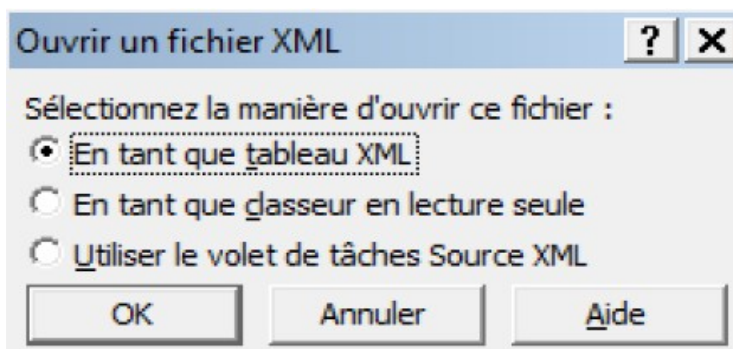 Ouvrir un fichier XML ? X
Sélectionnez la manière d'ouvrir ce fichier :
En tant que tableau XML
En tant que classeur en lecture seule
Utiliser le volet de tâches Source XML
OK Annuler Aide